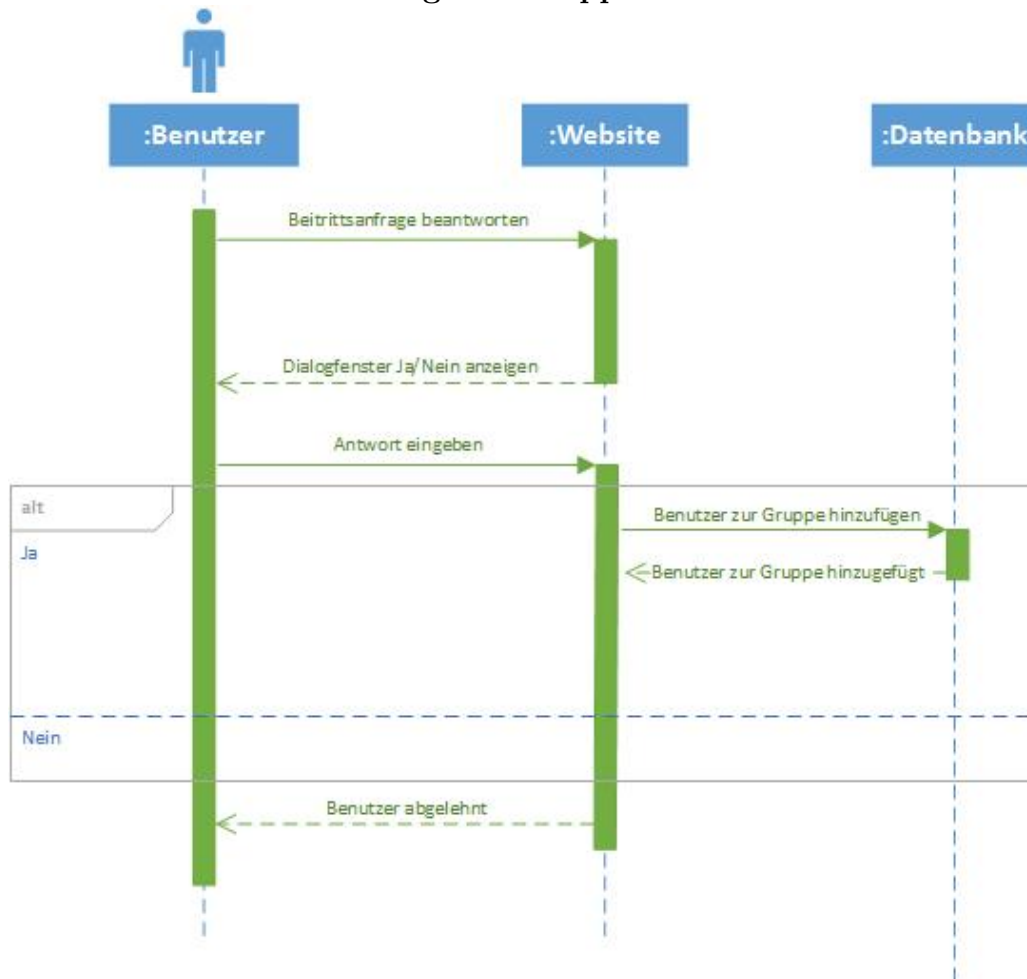 :Benutzer
:Website
:Datenbank
Beitrittsanfrage beantworten
Dialogfenster Ja/Nein anzeigen
Antwort eingeben
alt
Benutzer zur Gruppe hinzufügen
Ja
Benutzer zur Gruppe hinzugefügt
Nein
Benutzer abgelehnt